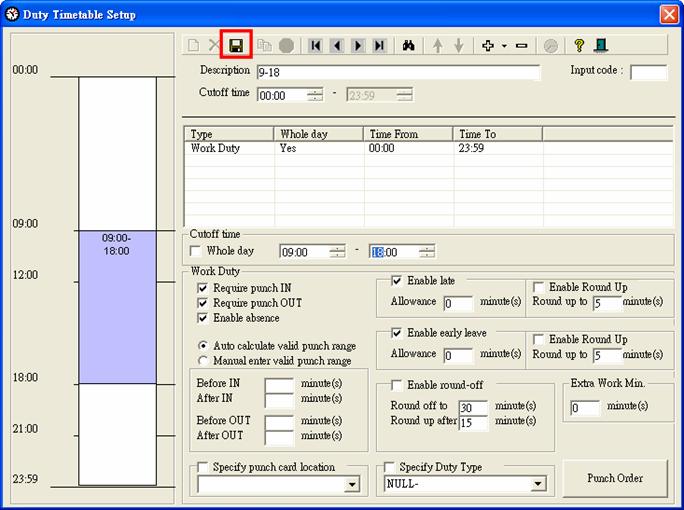 Duty Timetable Setup
Description 9-18 Input code :
Cutoff time 00:00 - 23:59
00:00
09:00
12:00
18:00
21:00
23:59
09:00-
18:00
Type Whole day Time From Time To
Work Duty Yes 00:00 23:59
Cutoff time
Whole day 09:00 - 18:00
Work Duty
Require punch IN
Require punch OUT
Enable absence
Auto calculate valid punch range
Manual enter valid punch range
Before IN minute(s)
After IN minute(s)
Before OUT minute(s)
After OUT minute(s)
Enable late
Allowance 0 minute(s)
Enable Round Up
Round up to 5 minute(s)
Enable early leave
Allowance 0 minute(s)
Enable Round Up
Round up to 5 minute(s)
Enable round-off
Round off to 30 minute(s)
Round up after 15 minute(s)
Extra Work Min.
0 minute(s)
Specify punch card location
Specify Duty Type
NULL-
Punch Order